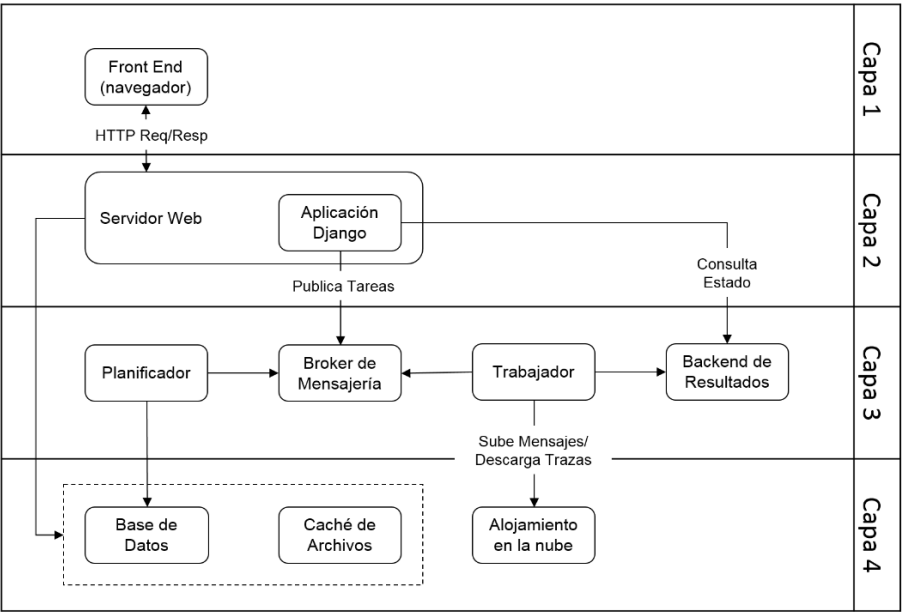 Front End
(navegador)
HTTP Req/Resp
Capa 1
Servidor Web
Aplicación
Django
Publica Tareas
Consulta
Estado
Capa 2
Planificador
Broker de
Mensajería
Trabajador
Backend de
Resultados
Sube Mensajes/
Descarga Trazas
Capa 3
Base de
Datos
Caché de
Archivos
Alojamiento
en la nube
Capa 4